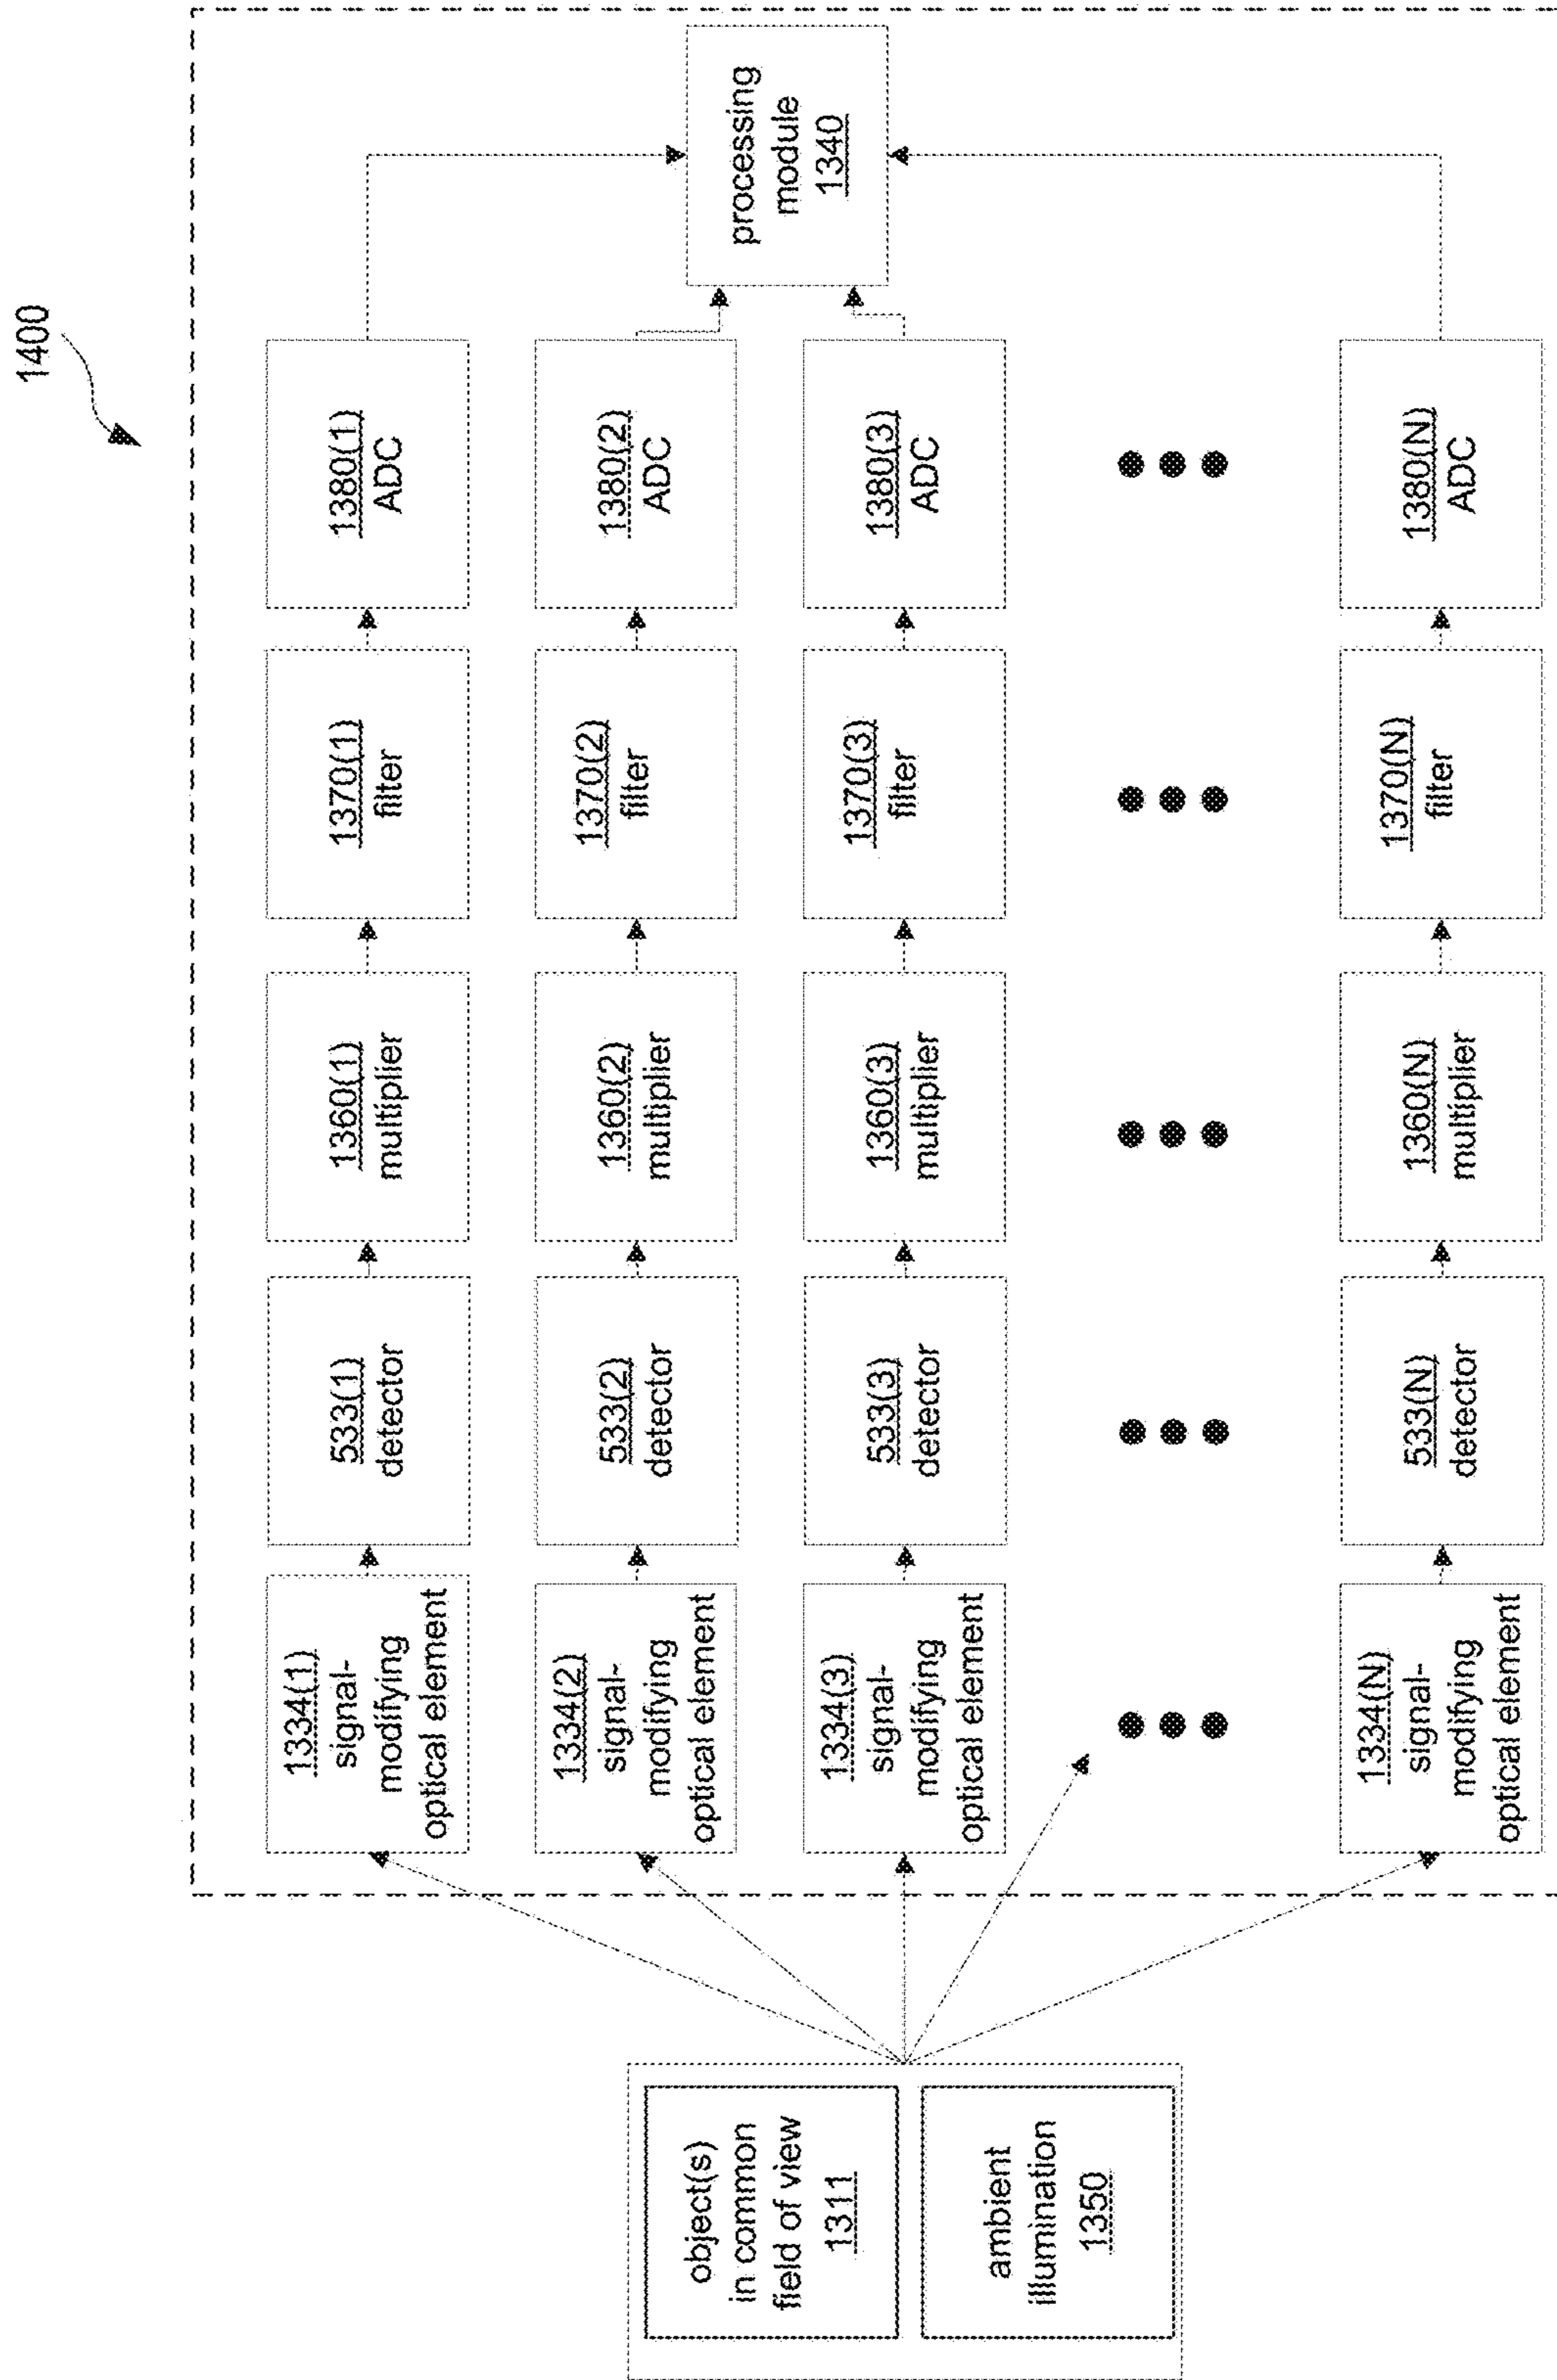 1400
object(s)
in common
field of view
1311
ambient
illumination
1350
1334(1)
signal-
modifying
optical element
533(1)
detector
1360(1)
multiplier
1370(1)
filter
1380(1)
ADC
1334(2)
signal-
modifying
optical element
533(2)
detector
1360(2)
multiplier
1370(2)
filter
1380(2)
ADC
1334(3)
signal-
modifying
optical element
533(3)
detector
1360(3)
multiplier
1370(3)
filter
1380(3)
ADC
1334(N)
signal-
modifying
optical element
533(N)
detector
1360(N)
multiplier
1370(N)
filter
1380(N)
ADC
processing
module
1340